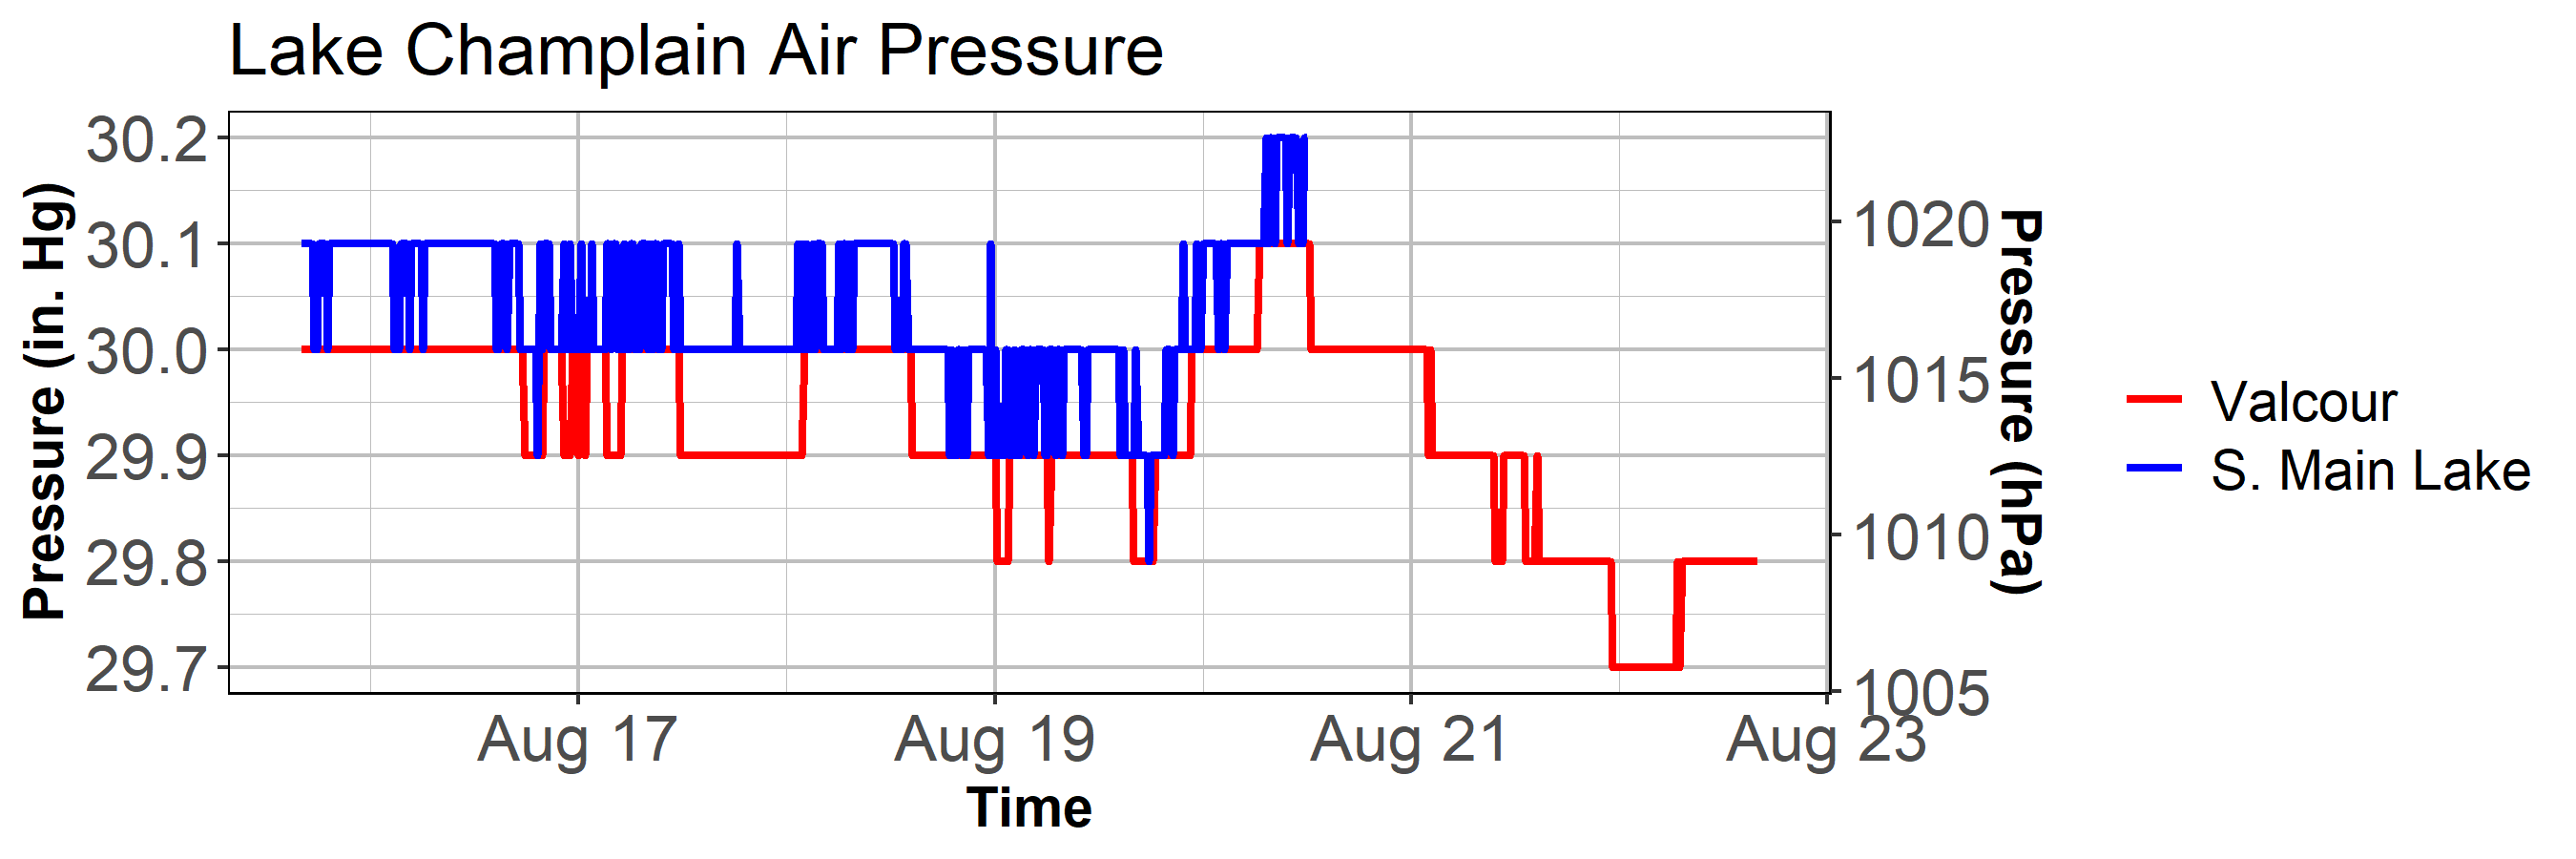 Lake Champlain Air Pressure
30.2
30.1
30.0
29.9
29.8
29.7
Pressure (in. Hg)
1020
1015
1010
1005
Pressure (hPa)
Aug 17
Aug 19
Aug 21
Aug 23
Time
Valcour
S. Main Lake